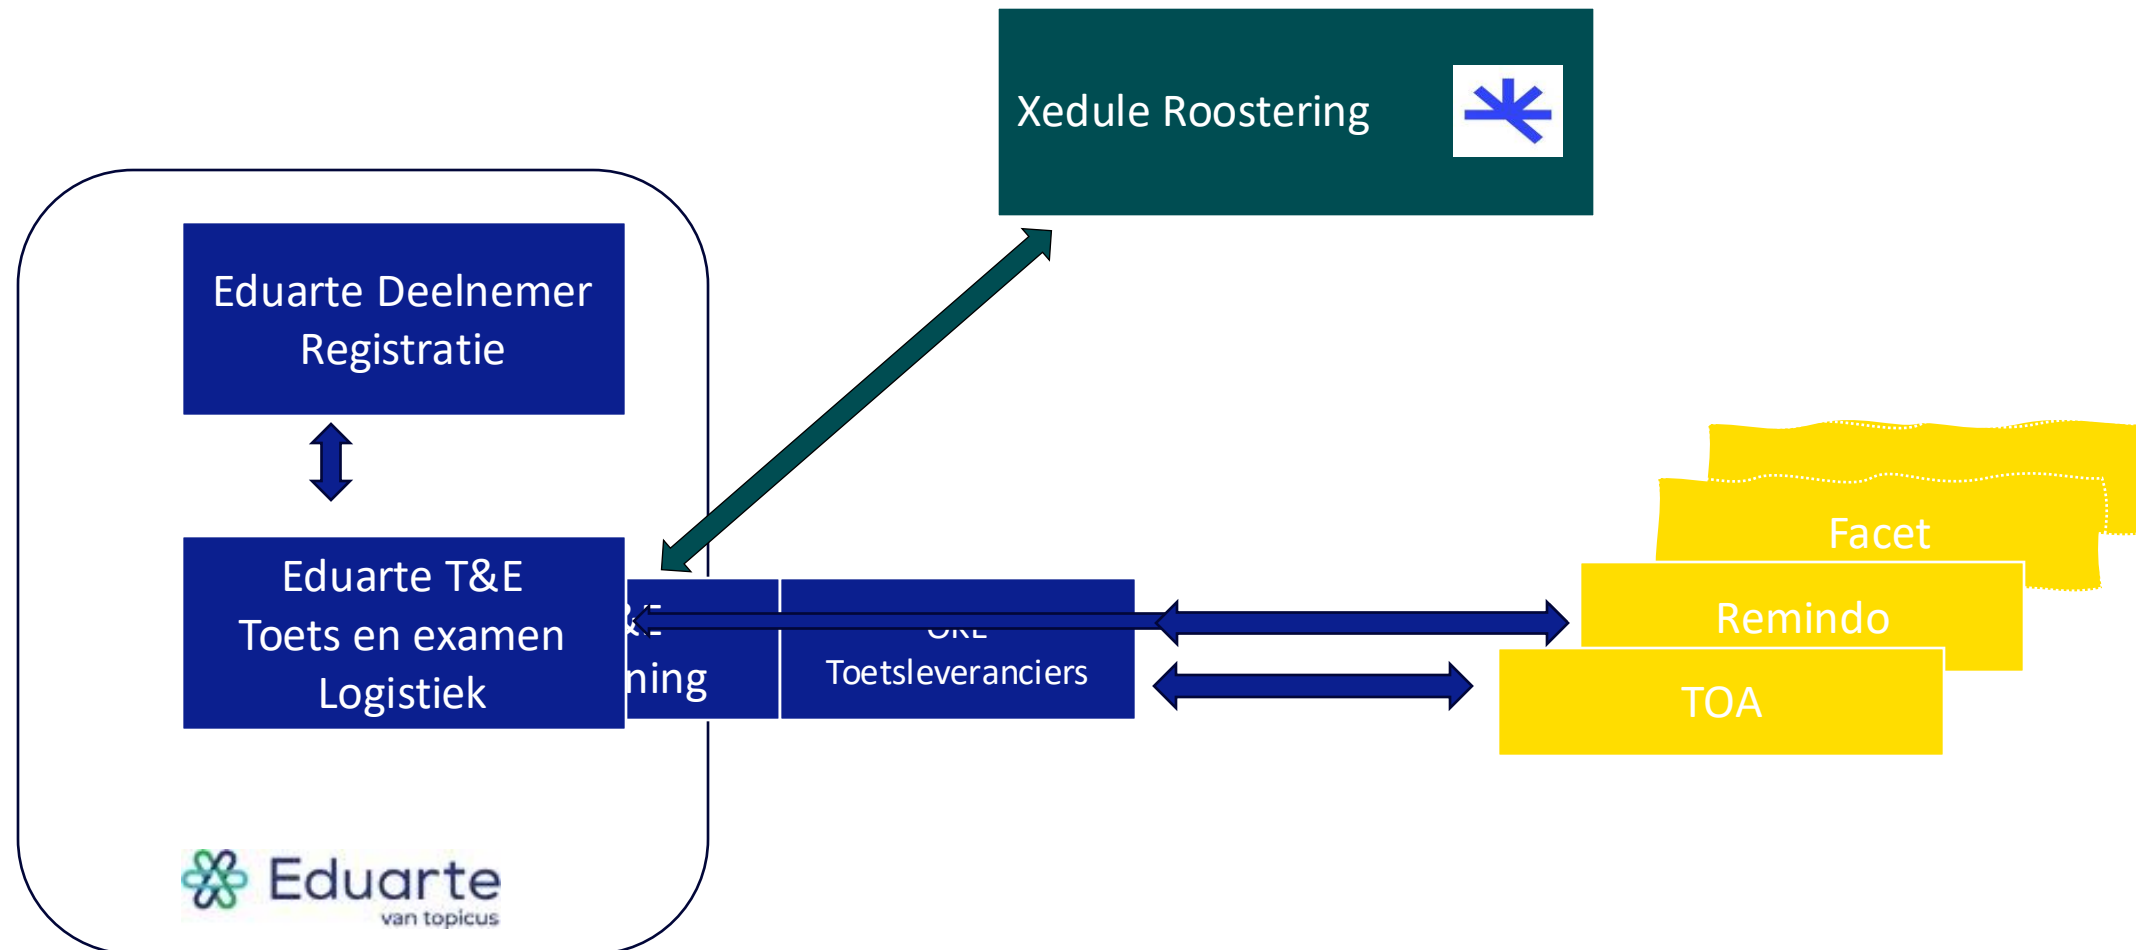 Xedule Roostering
Eduarte Deelnemer
Registratie
Eduarte T&E
Toets en examen
Logistiek
&E
ning
Toetsleveranciers
Facet
Remindo
TOA
Eduarte
van topicus